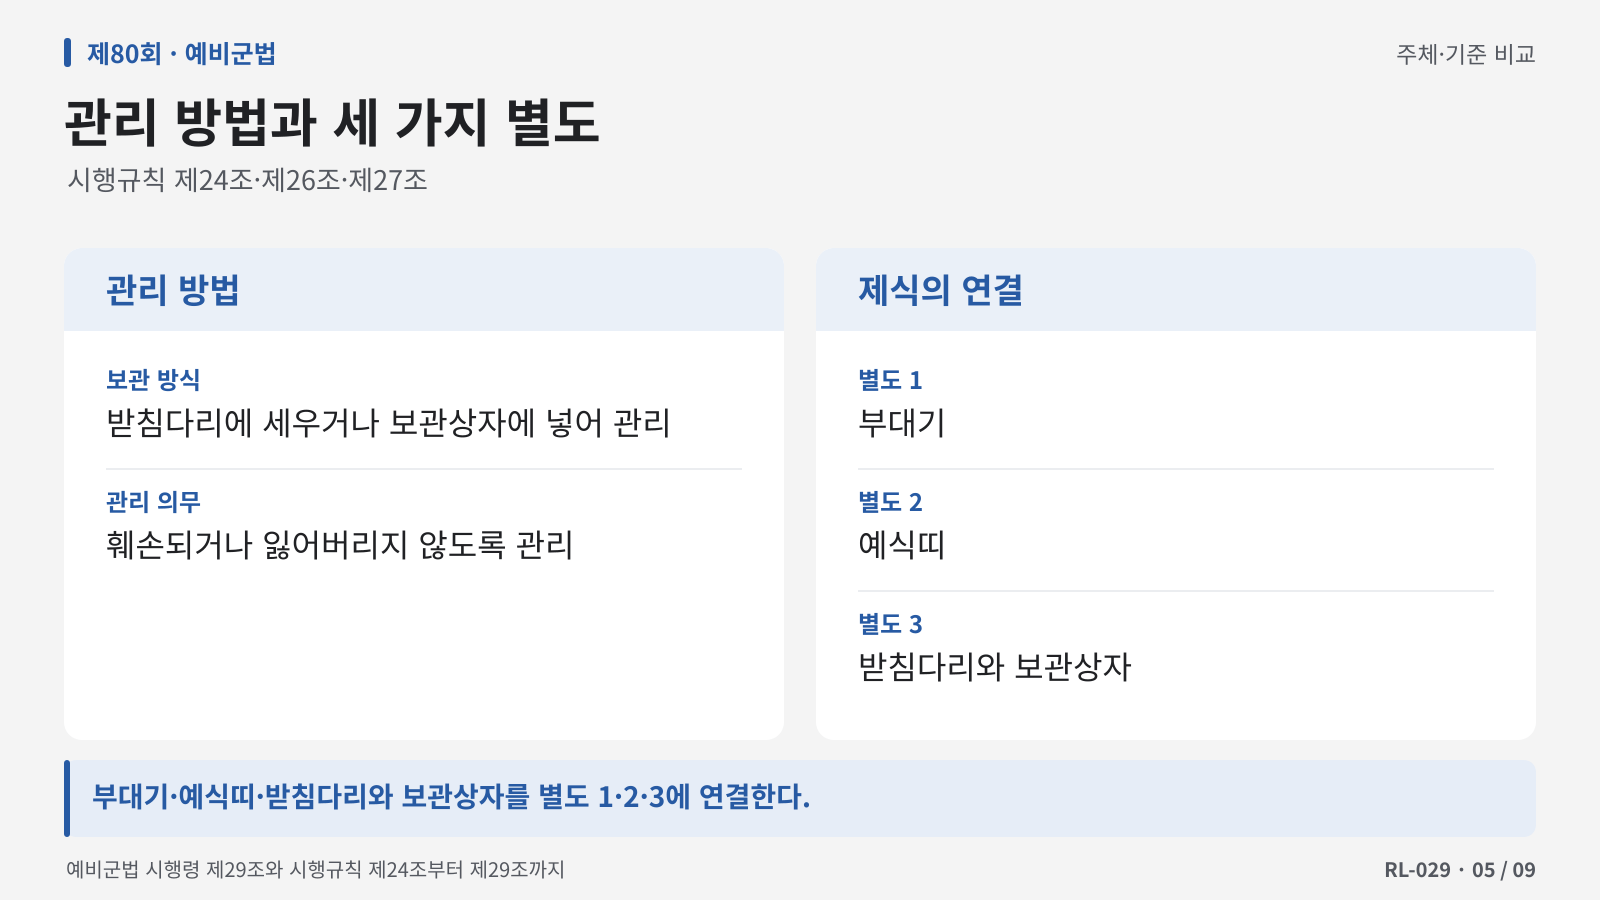 제80회 · 예비군법
주체·기준 비교
관리 방법과 세 가지 별도
시행규칙 제24조·제26조·제27조
관리 방법
보관 방식
받침다리에 세우거나 보관상자에 넣어 관리
관리 의무
훼손되거나 잃어버리지 않도록 관리
제식의 연결
별도 1
부대기
별도 2
예식띠
별도 3
받침다리와 보관상자
부대기·예식띠·받침다리와 보관상자를 별도 1·2·3에 연결한다.
예비군법 시행령 제29조와 시행규칙 제24조부터 제29조까지
RL-029 · 05 / 09